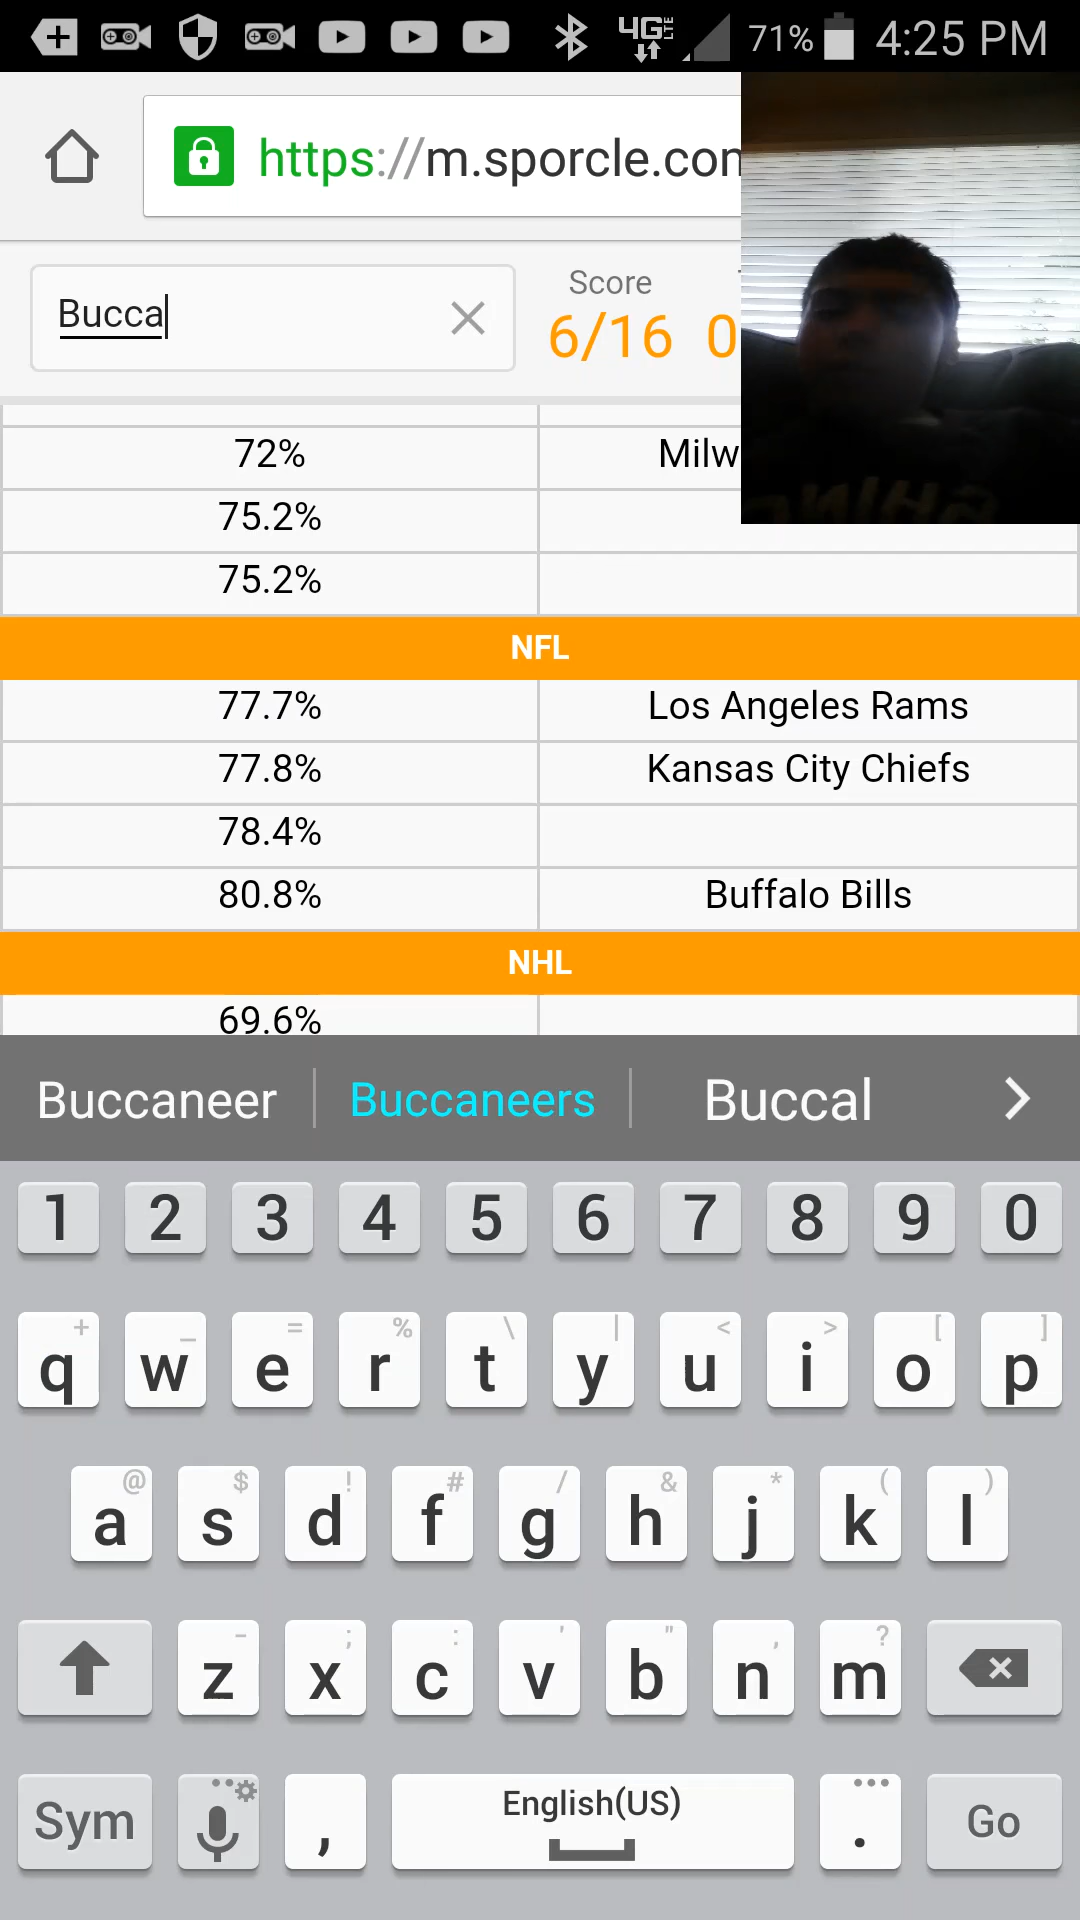 4G LTE 71% 4:25 PM
https://m.sporcle.com
Bucca
Score
6/16 0
72% Milw
75.2%
75.2%
NFL
77.7% Los Angeles Rams
77.8% Kansas City Chiefs
78.4%
80.8% Buffalo Bills
NHL
69.6%
Buccaneer Buccaneers Buccal
1 2 3 4 5 6 7 8 9 0
+ _ = % \ | < > [ ]
q w e r t y u i o p
@ $ ! # / & * ( )
a s d f g h j k l
- ; : ' " , ?
z x c v b n m
Sym , English(US) . Go